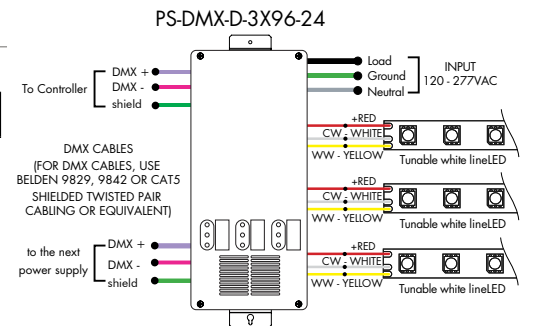 PS-DMX-D-3X96-24
To Controller
DMX +
DMX -
shield
Load
Ground
Neutral
INPUT
120 - 277VAC
DMX CABLES
(FOR DMX CABLES, USE
BELDEN 9829, 9842 OR CAT5
SHIELDED TWISTED PAIR
CABLING OR EQUIVALENT)
to the next
power supply
DMX +
DMX -
shield
+RED
CW - WHITE
WW - YELLOW
Tunable white lineLED
+RED
CW - WHITE
WW - YELLOW
Tunable white lineLED
+RED
CW - WHITE
WW - YELLOW
Tunable white lineLED